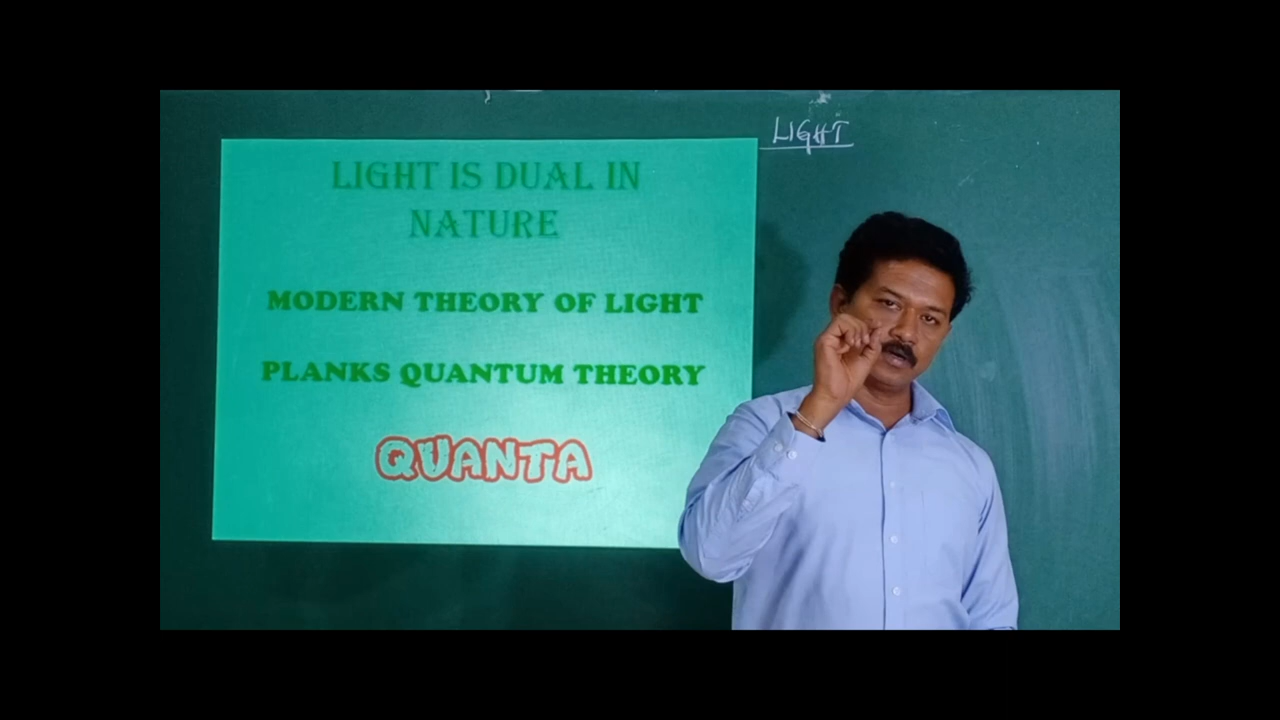 LIGHT
LIGHT IS DUAL IN
NATURE
MODERN THEORY OF LIGHT
PLANKS QUANTUM THEORY
QUANTA